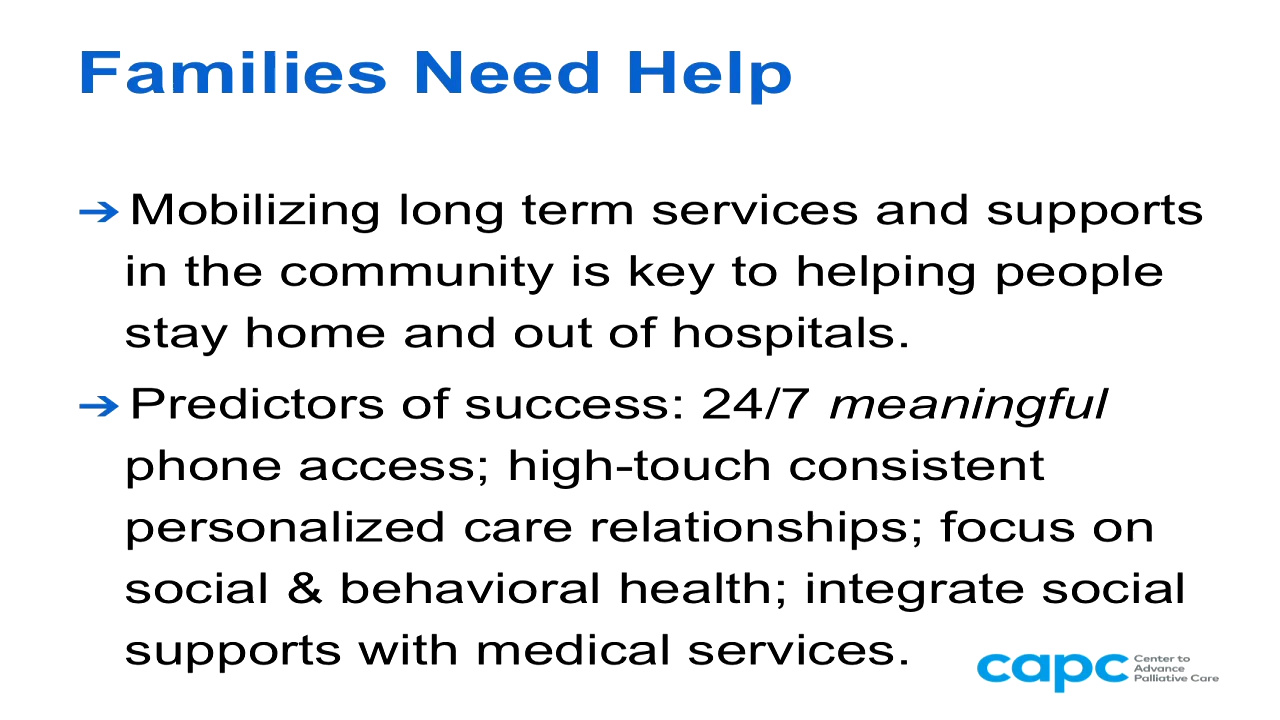 Families Need Help
➔ Mobilizing long term services and supports
in the community is key to helping people
stay home and out of hospitals.
➔ Predictors of success: 24/7 meaningful
phone access; high-touch consistent
personalized care relationships; focus on
social & behavioral health; integrate social
supports with medical services.
capc
Center to
Advance
Palliative Care